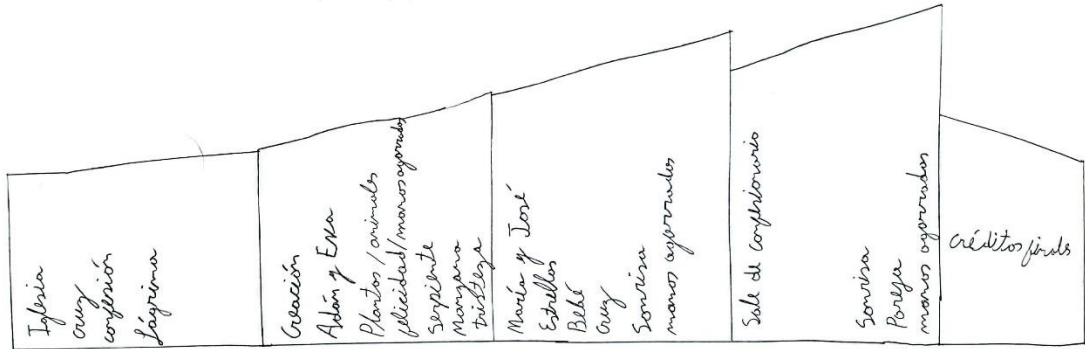 Iglesia
cruz
confesión
Lágrima
Creación
Adán y Eva
Plantas / animales
felicidad/manos agarradas
Serpiente
Manzana
tristeza
María y José
Estrellas
Bebé
Cruz
Sonrisa
manos agarradas
Sale de confesionario
Sonrisa
Pareja
manos agarradas
créditos finals